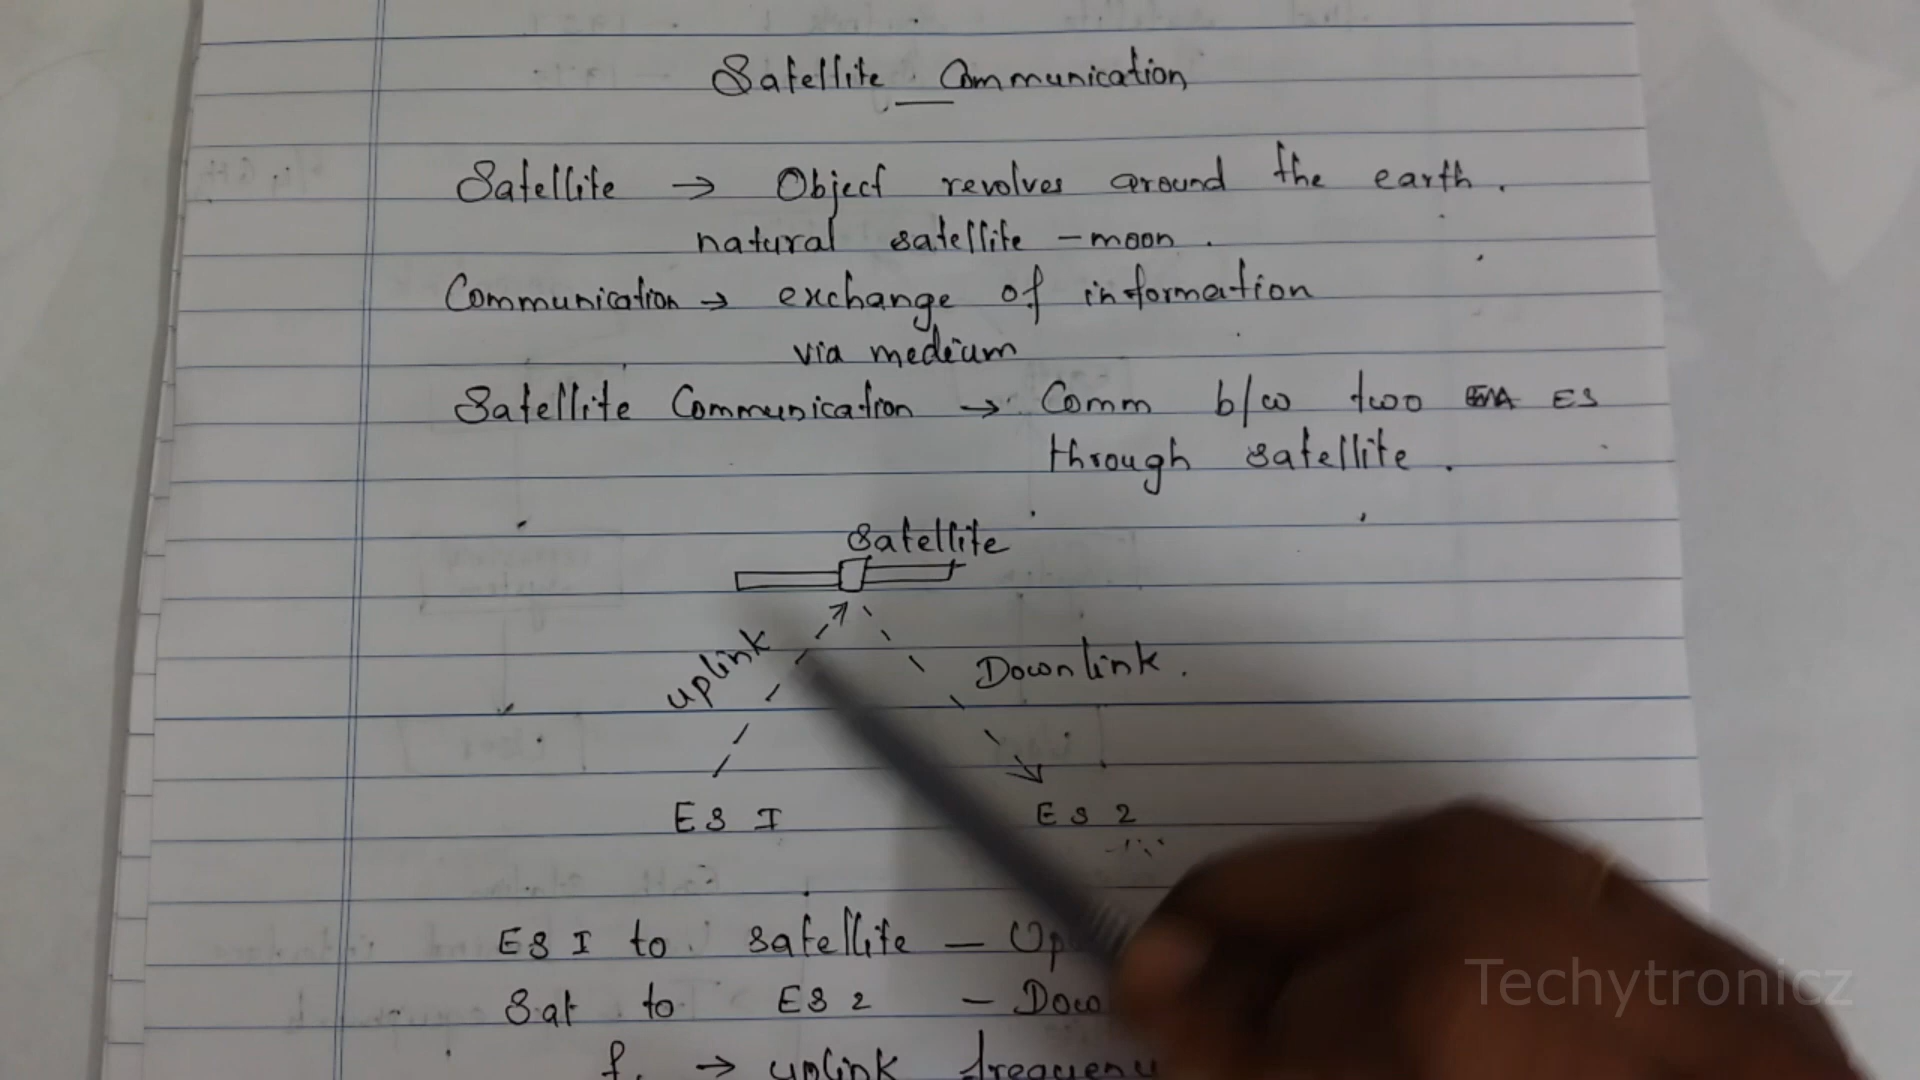 Satellite Communication
Satellite → Object revolves around the earth.
natural satellite - moon.
Communication → exchange of information
via medium
Satellite Communication → Comm b/w two ES
through satellite.
Satellite
uplink
Downlink.
ES I
ES 2
ES I to satellite - Up
Sat to ES 2 - Dow
Techytronicz
f. → uplink frequen